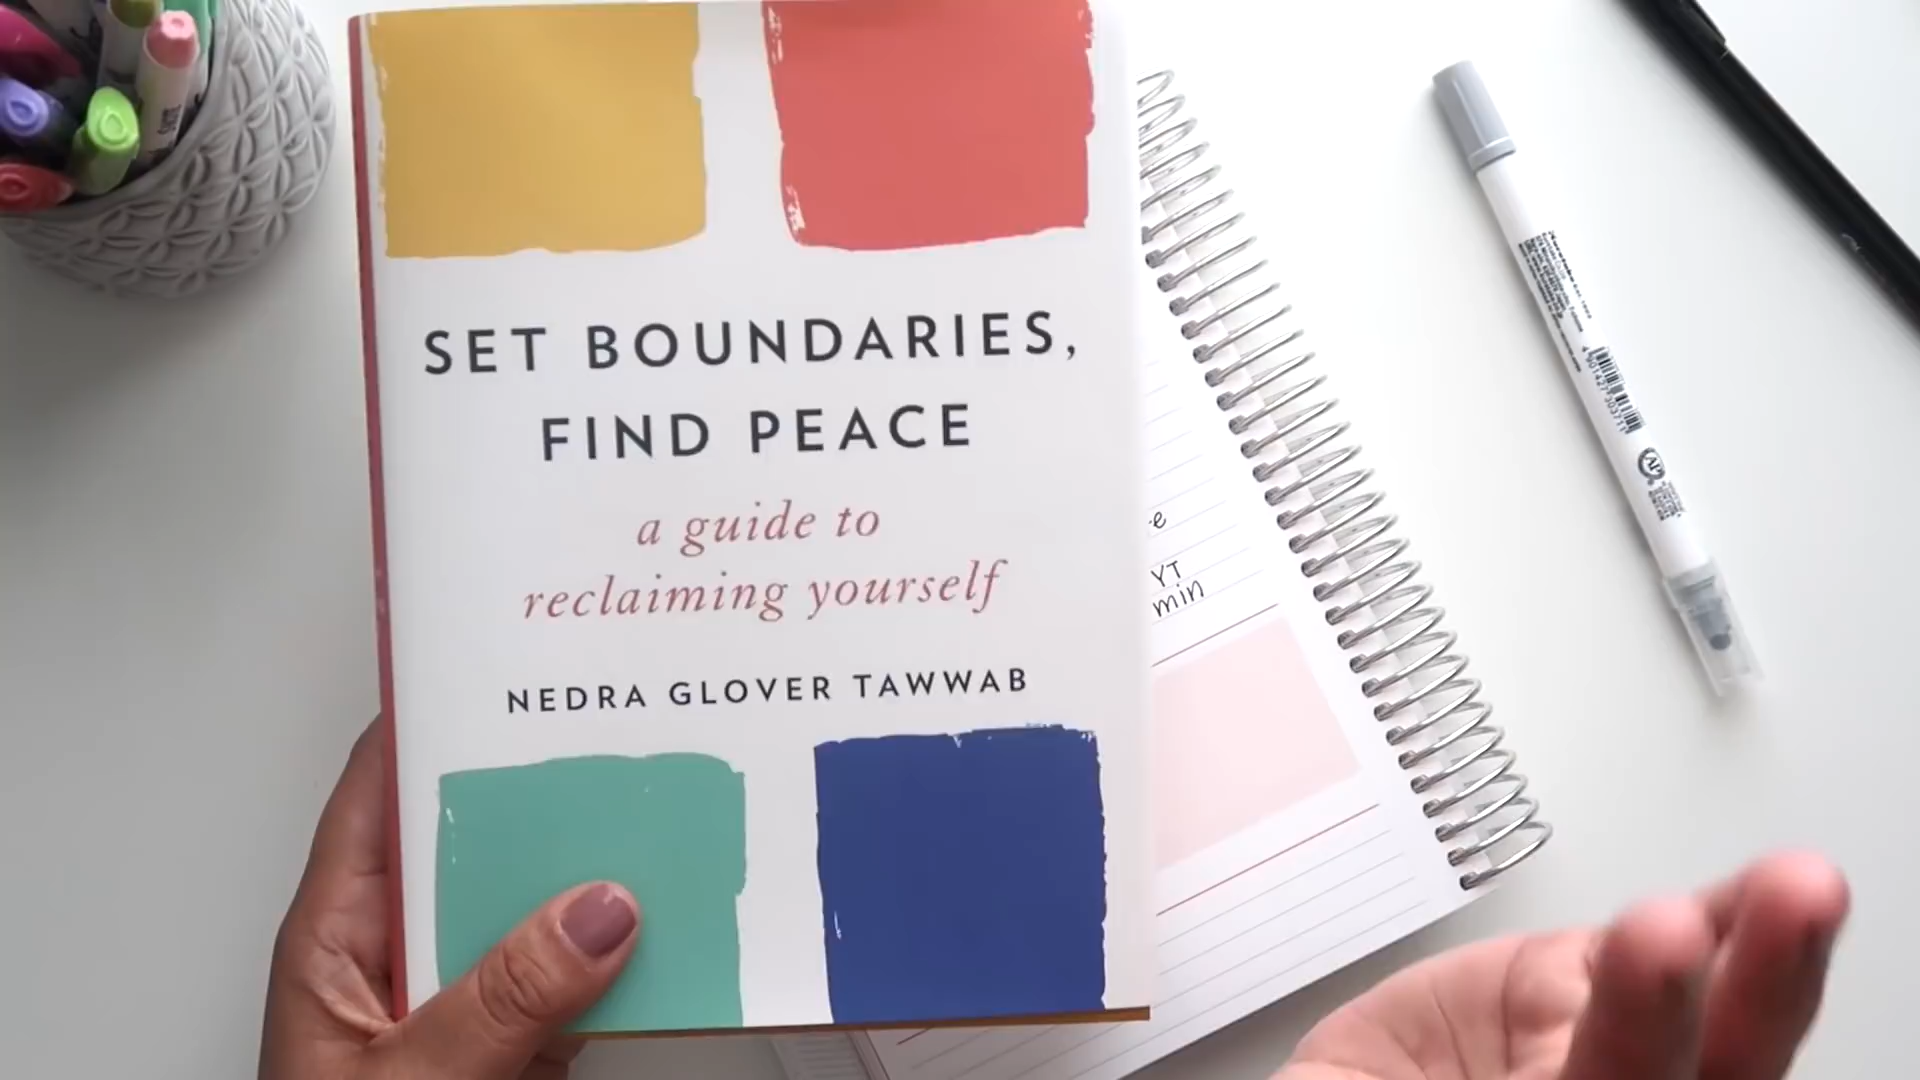 SET BOUNDARIES,
FIND PEACE
a guide to
reclaiming yourself
NEDRA GLOVER TAWWAB
YT
min